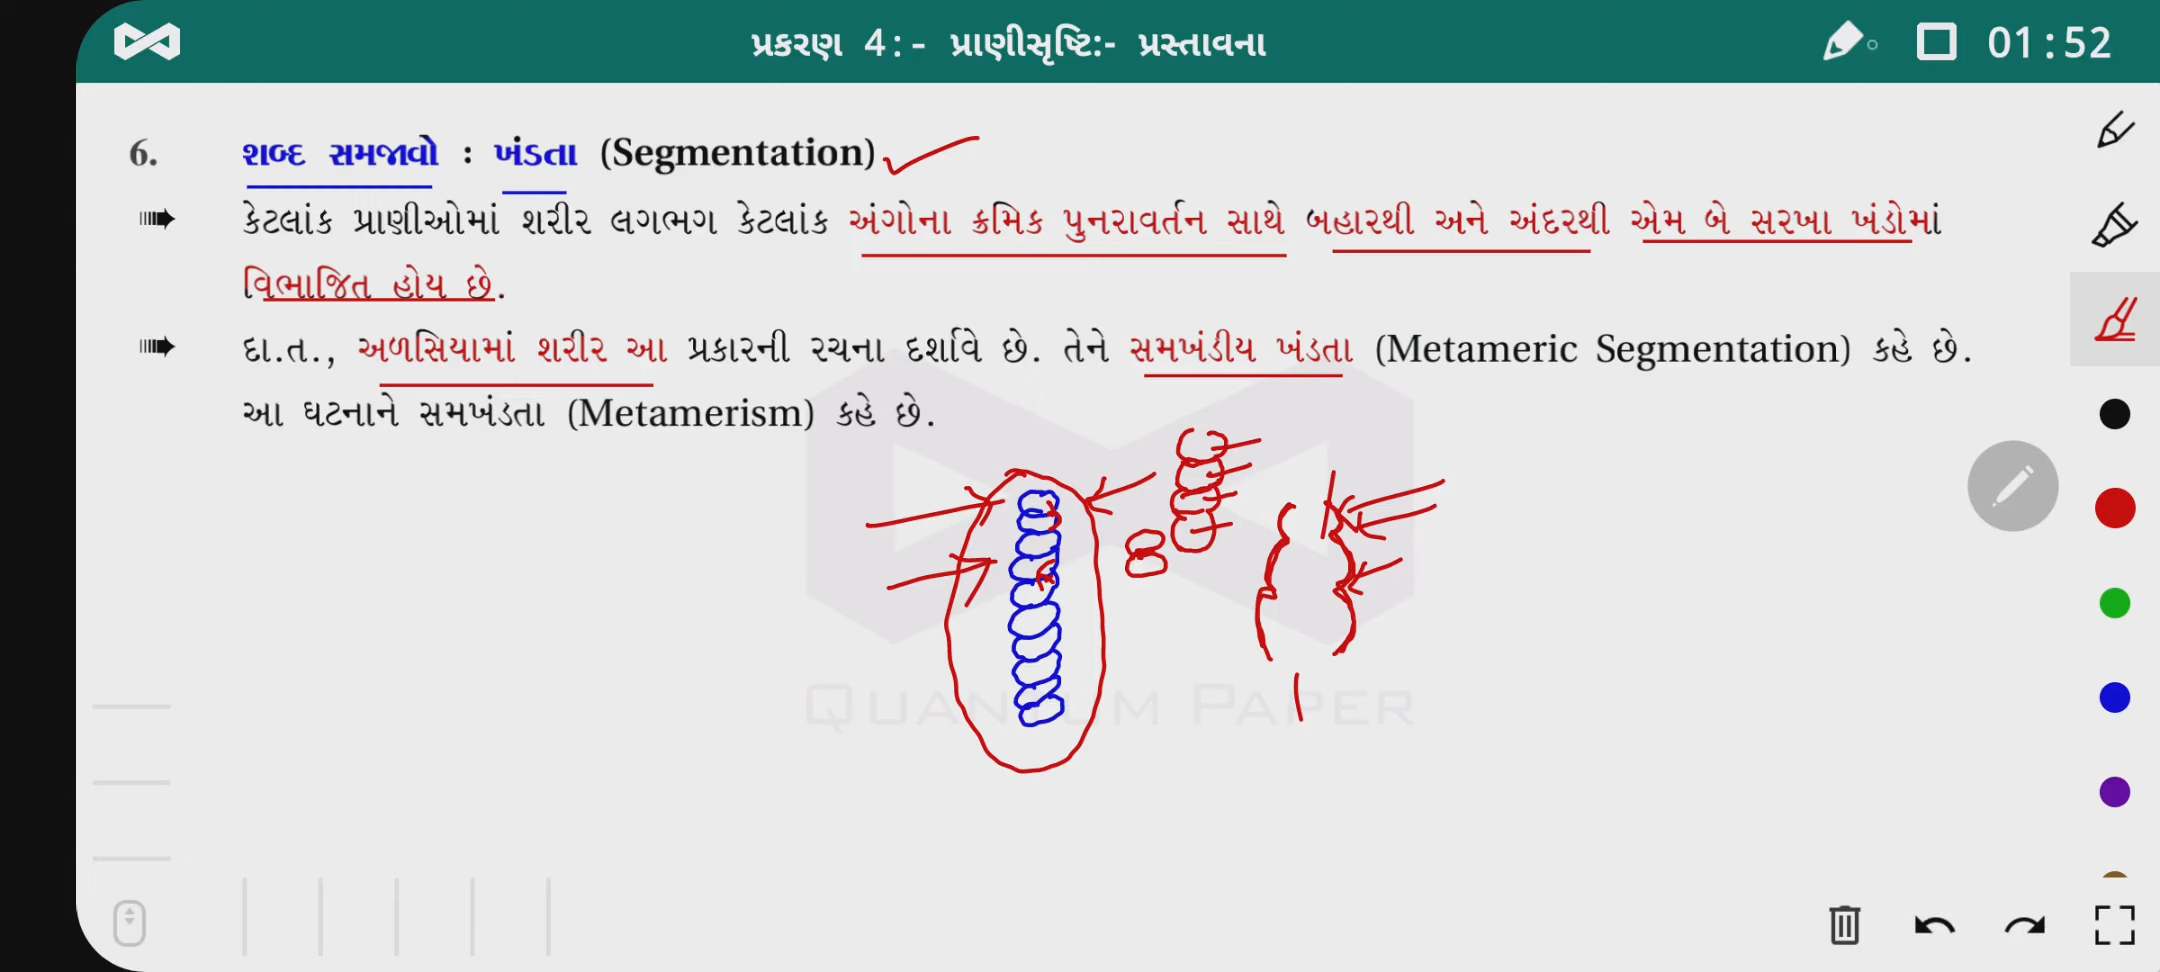 પ્રકરણ 4:- પ્રાણીસૃષ્ટિ:- પ્રસ્તાવના
01:52
6. શબ્દ સમજાવો : ખંડતા (Segmentation)
કેટલાંક પ્રાણીઓમાં શરીર લગભગ કેટલાંક અંગોના ક્રમિક પુનરાવર્તન સાથે બહારથી અને અંદરથી એમ બે સરખા ખંડોમાં
વિભાજિત હોય છે.
દા.ત., અળસિયામાં શરીર આ પ્રકારની રચના દર્શાવે છે. તેને સમખંડીય ખંડતા (Metameric Segmentation) કહે છે.
આ ઘટનાને સમખંડતા (Metamerism) કહે છે.
QUANTUM PAPER